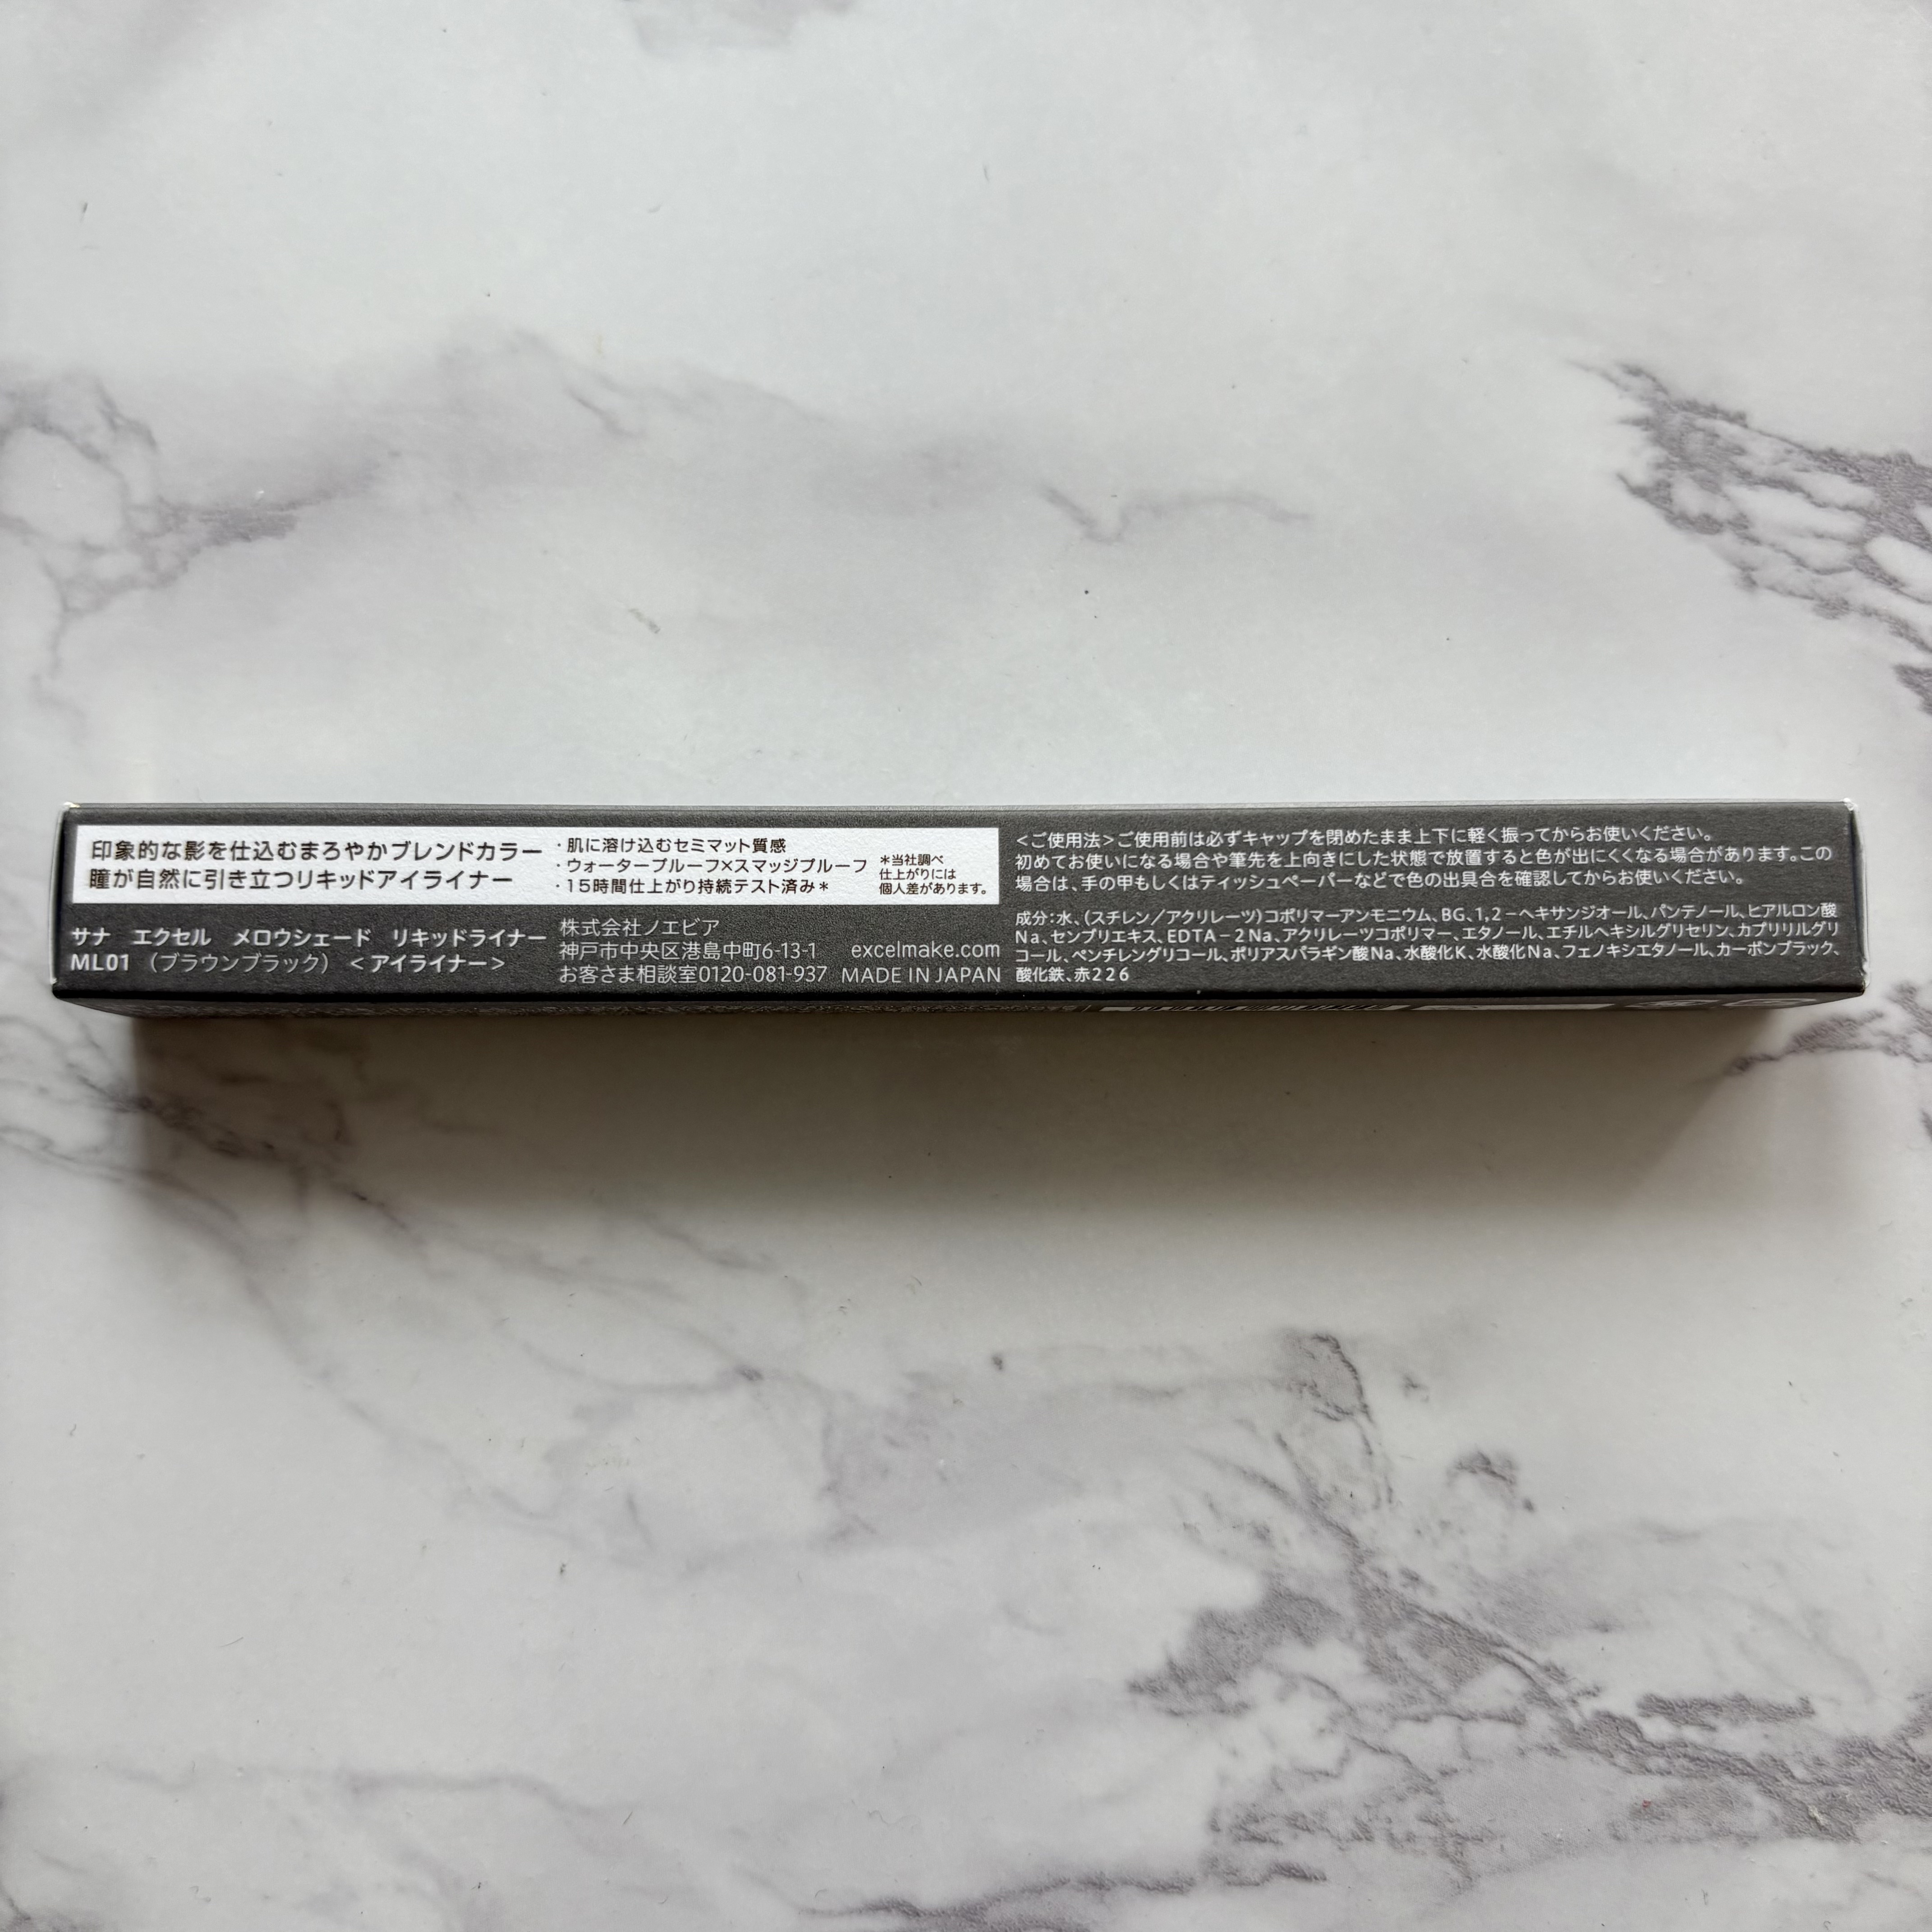 印象的な影を仕込むまろやかブレンドカラー
瞳が自然に引き立つリキッドアイライナー
・肌に溶け込むセミマット質感
・ウォータープルーフ×スマッジプルーフ
・15時間仕上がり持続テスト済み＊
＊当社調べ
仕上がりには
個人差があります。
サナ　エクセル　メロウシェード　リキッドライナー
ML01 （ブラウンブラック） ＜アイライナー＞
株式会社ノエビア
神戸市中央区港島中町6-13-1
お客さま相談室0120-081-937
excelmake.com
MADE IN JAPAN
＜ご使用法＞ご使用前は必ずキャップを閉めたまま上下に軽く振ってからお使いください。
初めてお使いになる場合や筆先を上向きにした状態で放置すると色が出にくくなる場合があります。この
場合は、手の甲もしくはティッシュペーパーなどで色の出具合を確認してからお使いください。
成分：水、（スチレン／アクリレーツ）コポリマーアンモニウム、BG、1，2－ヘキサンジオール、パンテノール、ヒアルロン酸
Na、センブリエキス、EDTA－2Na、アクリレーツコポリマー、エタノール、エチルヘキシルグリセリン、カプリリルグリ
コール、ペンチレングリコール、ポリアスパラギン酸Na、水酸化K、水酸化Na、フェノキシエタノール、カーボンブラック、
酸化鉄、赤226